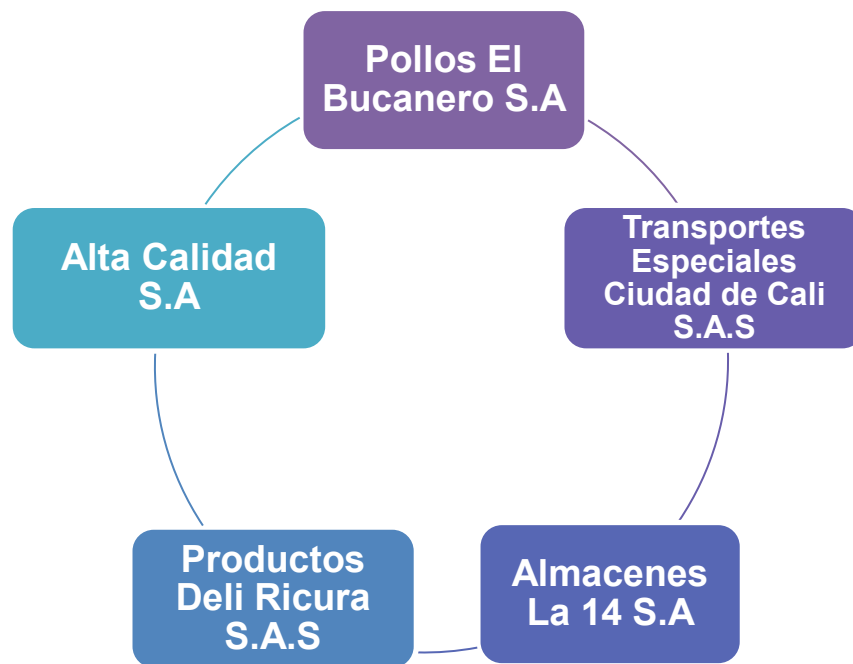 Pollos El
Bucanero S.A
Transportes
Especiales
Ciudad de Cali
S.A.S
Almacenes
La 14 S.A
Productos
Deli Ricura
S.A.S
Alta Calidad
S.A